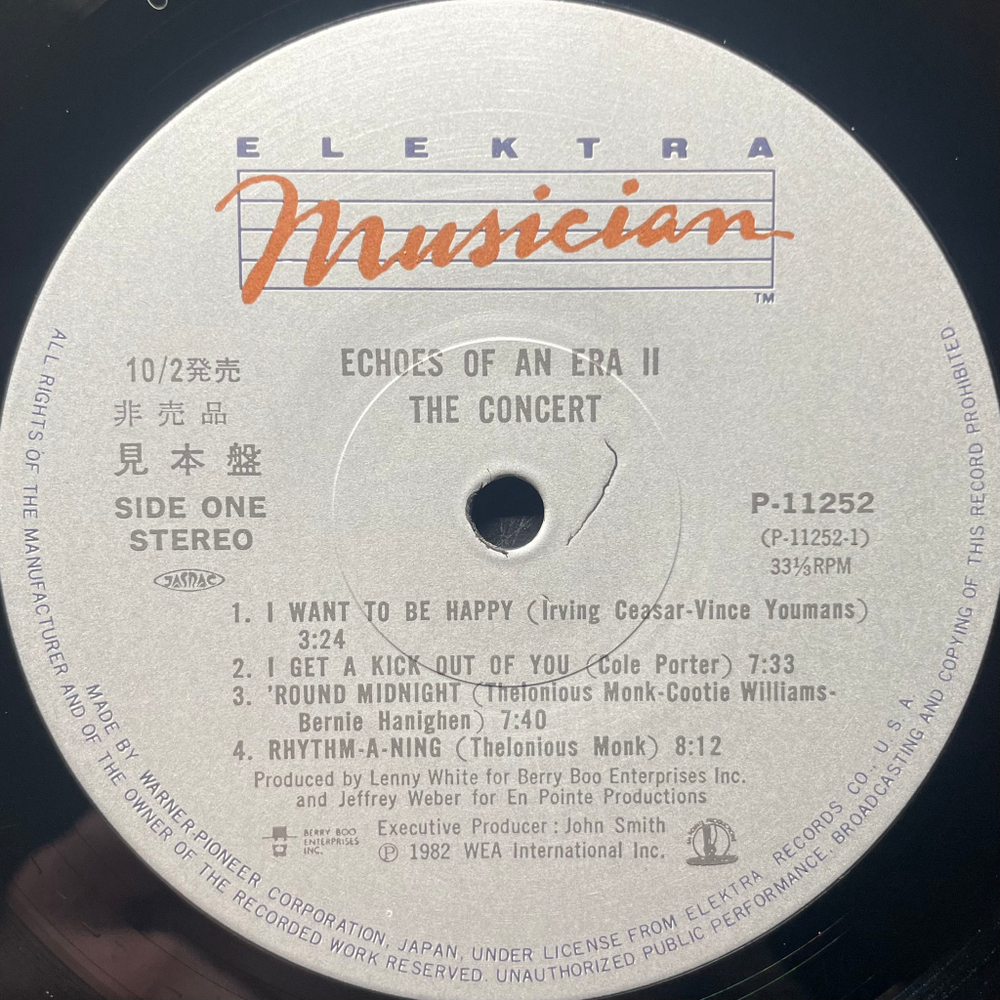 ELEKTRA
Musician
TM
ECHOES OF AN ERA II
THE CONCERT
10/2発売
非売品
見本盤
SIDE ONE
STEREO
JASRAC
P-11252
(P-11252-1)
33⅓RPM
1. I WANT TO BE HAPPY (Irving Ceasar-Vince Youmans)
3:24
2. I GET A KICK OUT OF YOU (Cole Porter) 7:33
3. 'ROUND MIDNIGHT (Thelonious Monk-Cootie Williams-
Bernie Hanighen) 7:40
4. RHYTHM-A-NING (Thelonious Monk) 8:12
Produced by Lenny White for Berry Boo Enterprises Inc.
and Jeffrey Weber for En Pointe Productions
BERRY BOO
ENTERPRISES
INC.
Executive Producer : John Smith
Ⓟ 1982 WEA International Inc.
MADE BY WARNER-PIONEER CORPORATION, JAPAN, UNDER LICENSE FROM ELEKTRA RECORDS CO., U. S. A.
ALL RIGHTS OF THE MANUFACTURER AND OF THE OWNER OF THE RECORDED WORK RESERVED. UNAUTHORIZED PUBLIC PERFORMANCE. BROADCASTING AND COPYING OF THIS RECORD PROHIBITED.